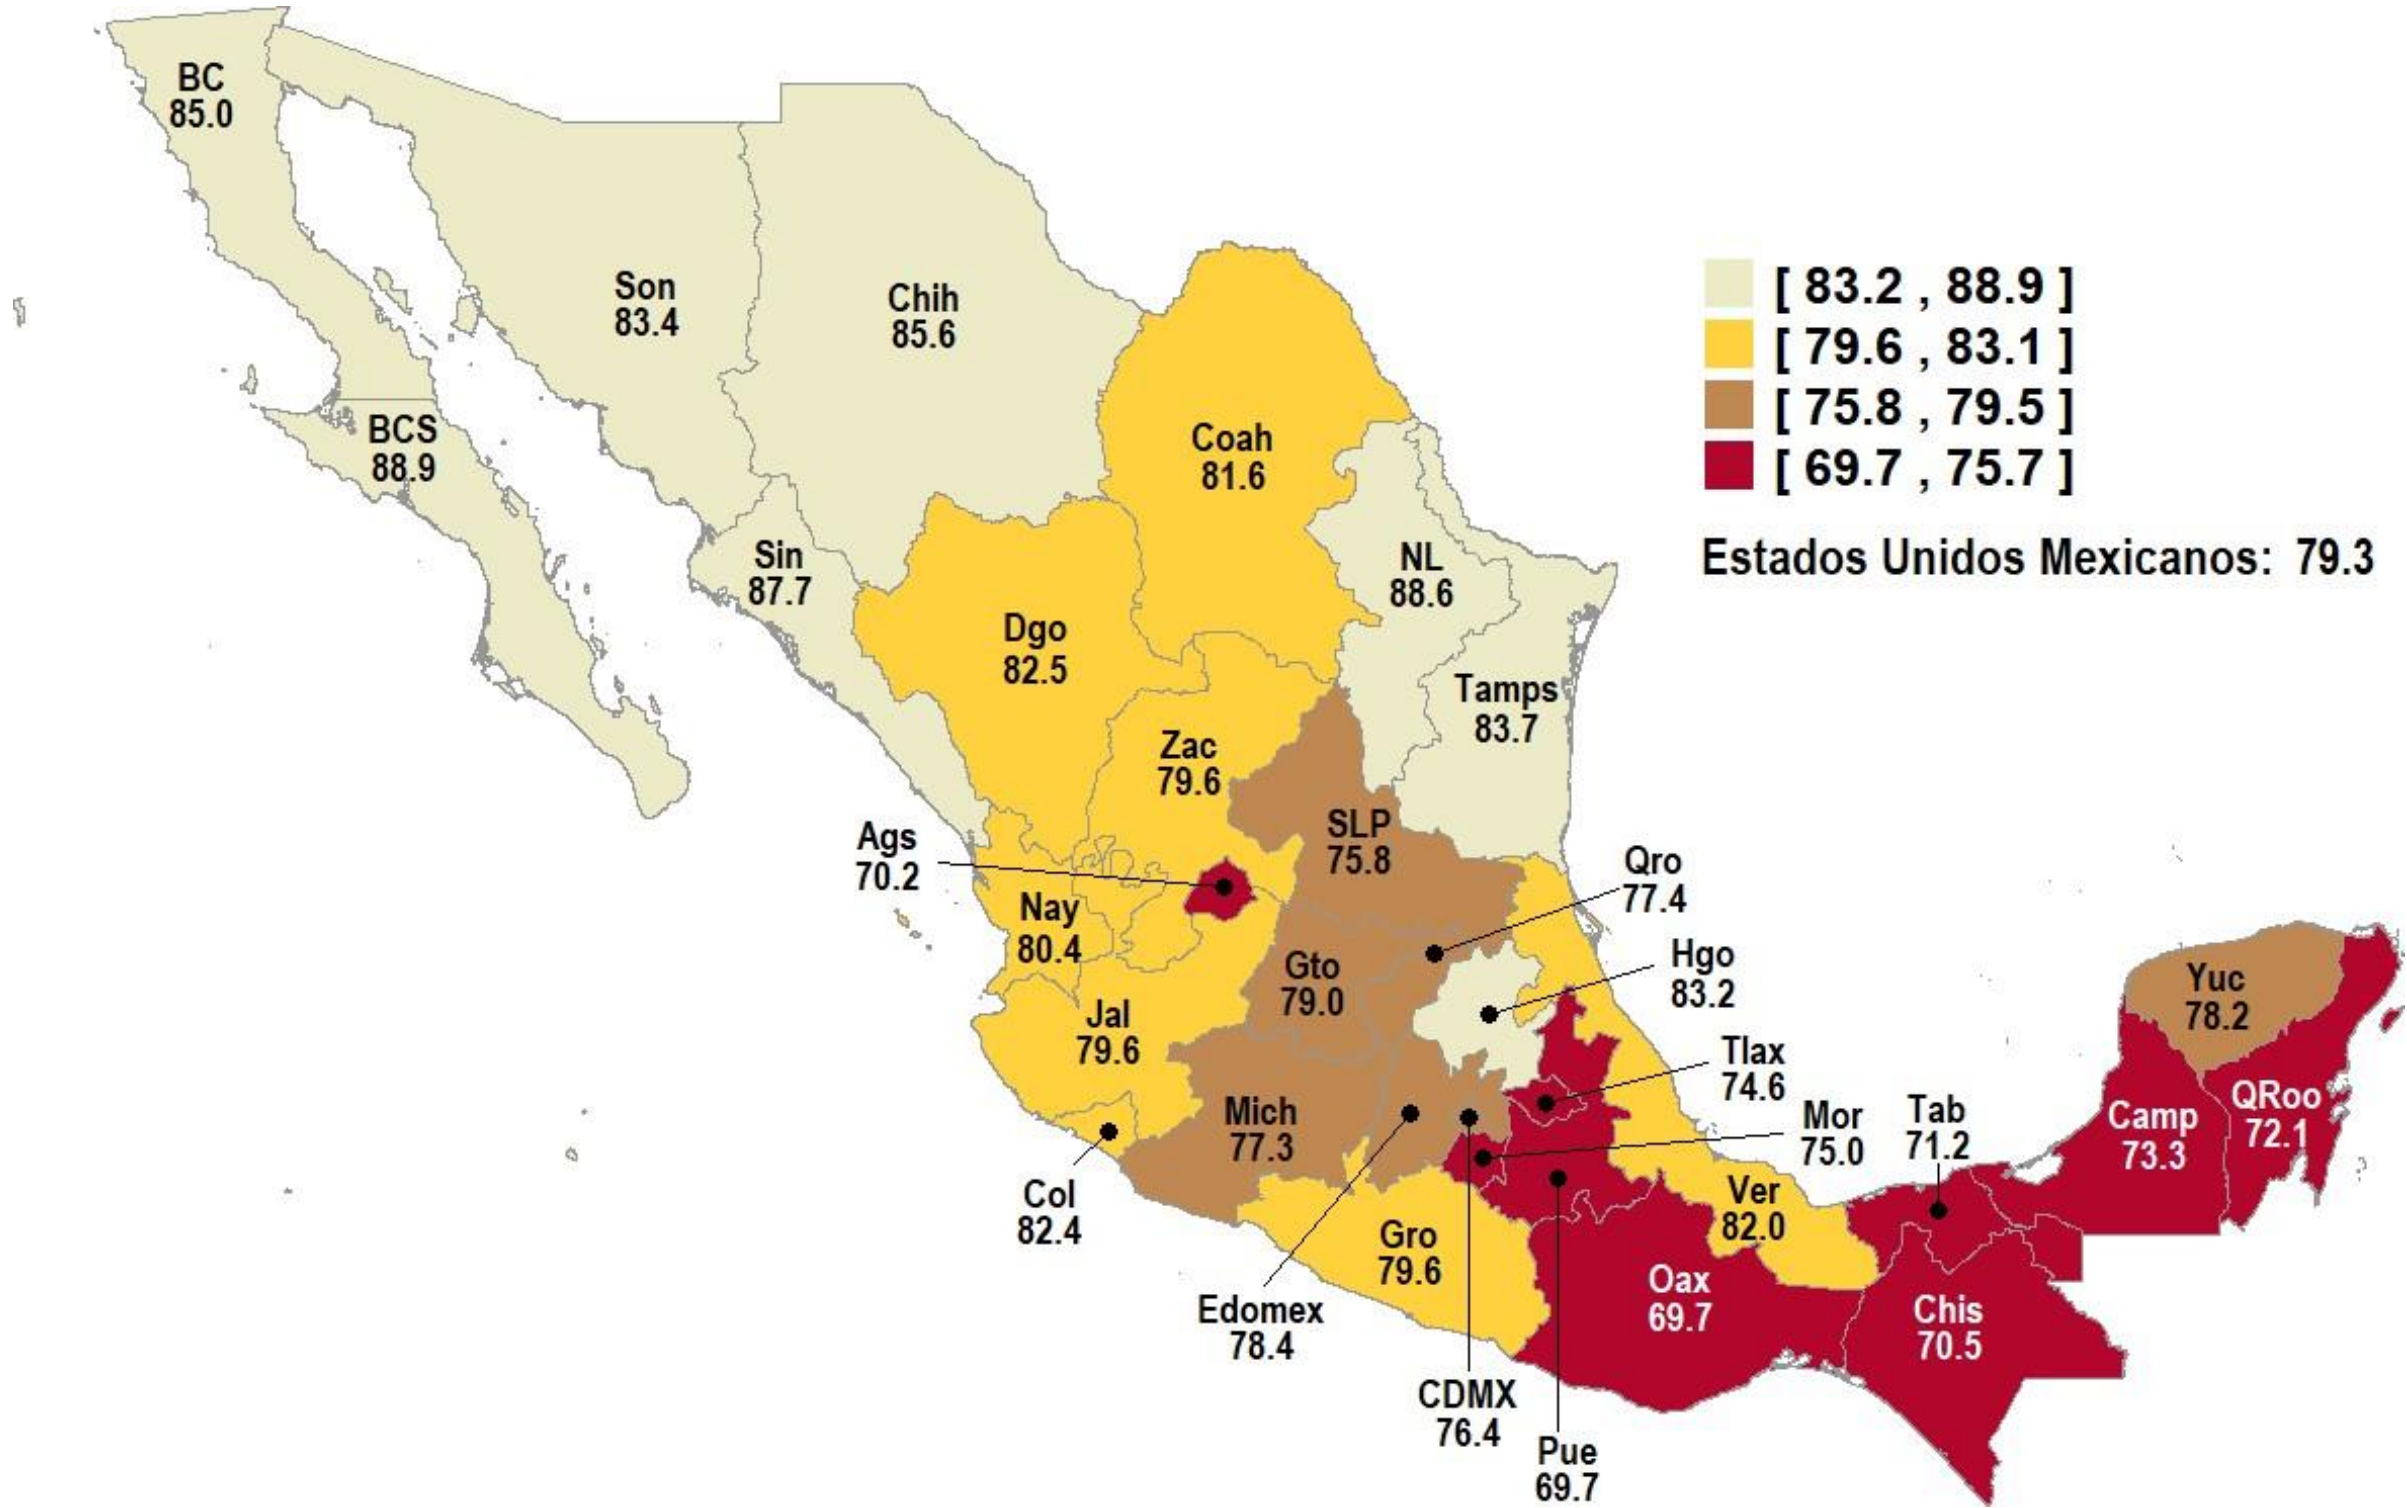 BC
85.0
Son
83.4
Chih
85.6
BCS
88.9
Coah
81.6
Sin
87.7
NL
88.6
Dgo
82.5
Tamps
83.7
Zac
79.6
SLP
75.8
Ags
70.2
Qro
77.4
Nay
80.4
Gto
79.0
Hgo
83.2
Yuc
78.2
Jal
79.6
Tlax
74.6
Mich
77.3
Mor
75.0
Tab
71.2
Camp
73.3
QRoo
72.1
Col
82.4
Ver
82.0
Gro
79.6
Oax
69.7
Chis
70.5
Edomex
78.4
CDMX
76.4
Pue
69.7
[ 83.2 , 88.9 ]
[ 79.6 , 83.1 ]
[ 75.8 , 79.5 ]
[ 69.7 , 75.7 ]
Estados Unidos Mexicanos: 79.3